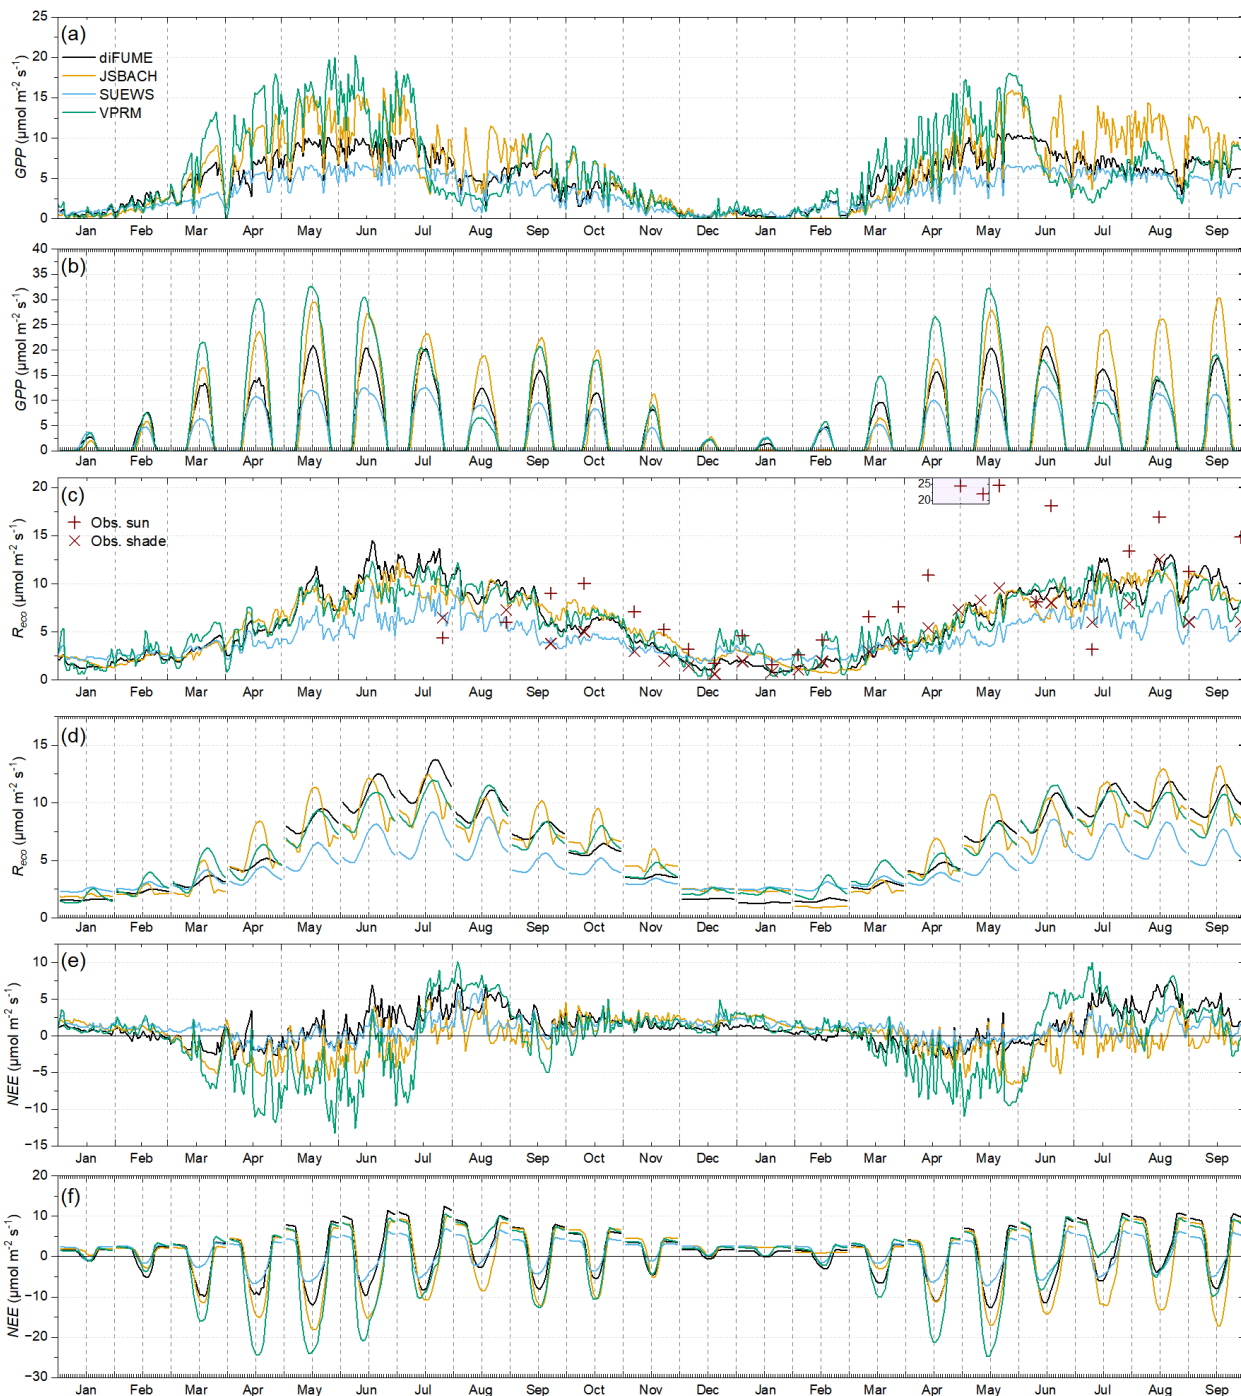 (a)
diFUME
JSBACH
SUEWS
VPRM
GPP (µmol m⁻² s⁻¹)
25
20
15
10
5
0
Jan Feb Mar Apr May Jun Jul Aug Sep Oct Nov Dec Jan Feb Mar Apr May Jun Jul Aug Sep
(b)
GPP (µmol m⁻² s⁻¹)
40
35
30
25
20
15
10
5
0
Jan Feb Mar Apr May Jun Jul Aug Sep Oct Nov Dec Jan Feb Mar Apr May Jun Jul Aug Sep
(c)
Obs. sun
Obs. shade
25
20
R_eco (µmol m⁻² s⁻¹)
20
15
10
5
0
Jan Feb Mar Apr May Jun Jul Aug Sep Oct Nov Dec Jan Feb Mar Apr May Jun Jul Aug Sep
(d)
R_eco (µmol m⁻² s⁻¹)
15
10
5
0
Jan Feb Mar Apr May Jun Jul Aug Sep Oct Nov Dec Jan Feb Mar Apr May Jun Jul Aug Sep
(e)
NEE (µmol m⁻² s⁻¹)
10
5
0
−5
−10
−15
Jan Feb Mar Apr May Jun Jul Aug Sep Oct Nov Dec Jan Feb Mar Apr May Jun Jul Aug Sep
(f)
NEE (µmol m⁻² s⁻¹)
20
10
0
−10
−20
−30
Jan Feb Mar Apr May Jun Jul Aug Sep Oct Nov Dec Jan Feb Mar Apr May Jun Jul Aug Sep